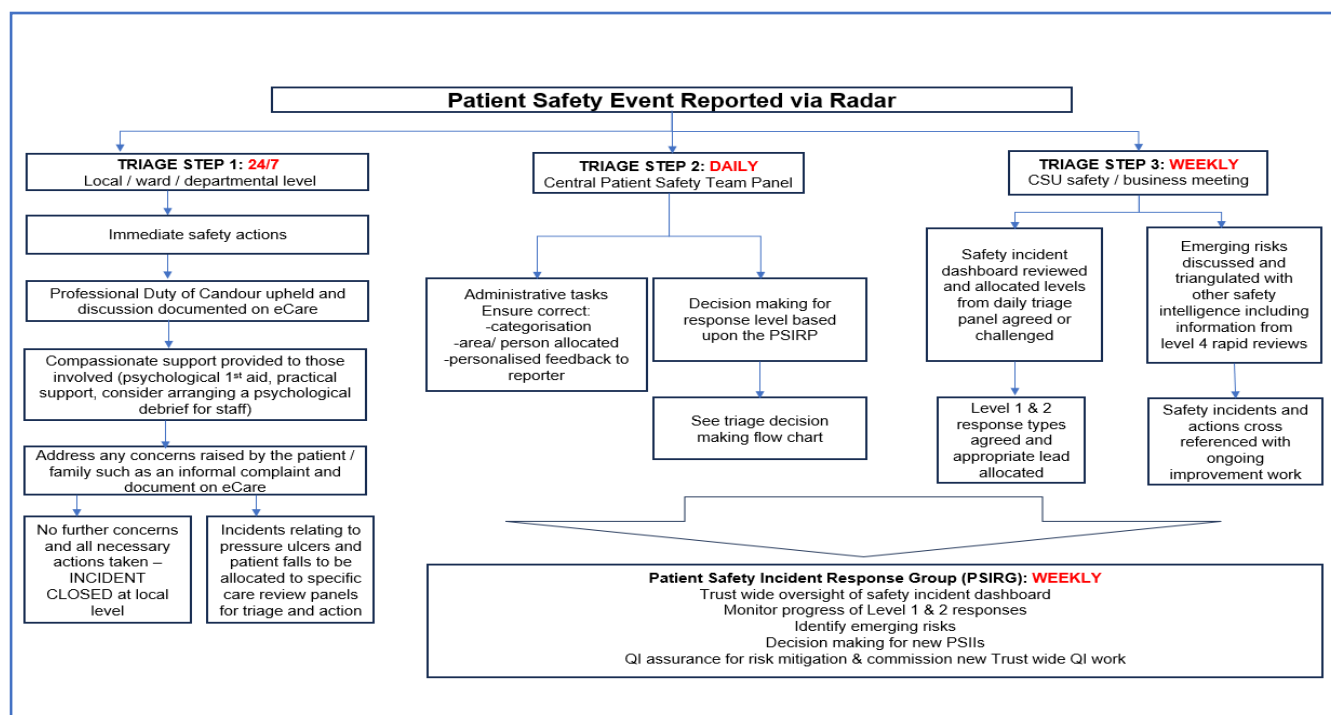 Patient Safety Event Reported via Radar
TRIAGE STEP 1: 24/7
Local / ward / departmental level
Immediate safety actions
Professional Duty of Candour upheld and
discussion documented on eCare
Compassionate support provided to those
involved (psychological 1st aid, practical
support, consider arranging a psychological
debrief for staff)
Address any concerns raised by the patient /
family such as an informal complaint and
document on eCare
No further concerns
and all necessary
actions taken –
INCIDENT
CLOSED at local
level
Incidents relating to
pressure ulcers and
patient falls to be
allocated to specific
care review panels
for triage and action
TRIAGE STEP 2: DAILY
Central Patient Safety Team Panel
Administrative tasks
Ensure correct:
-categorisation
-area/ person allocated
-personalised feedback to
reporter
Decision making for
response level based
upon the PSIRP
See triage decision
making flow chart
TRIAGE STEP 3: WEEKLY
CSU safety / business meeting
Safety incident
dashboard reviewed
and allocated levels
from daily triage
panel agreed or
challenged
Level 1 & 2
response types
agreed and
appropriate lead
allocated
Emerging risks
discussed and
triangulated with
other safety
intelligence including
information from
level 4 rapid reviews
Safety incidents and
actions cross
referenced with
ongoing
improvement work
Patient Safety Incident Response Group (PSIRG): WEEKLY
Trust wide oversight of safety incident dashboard
Monitor progress of Level 1 & 2 responses
Identify emerging risks
Decision making for new PSIIs
QI assurance for risk mitigation & commission new Trust wide QI work